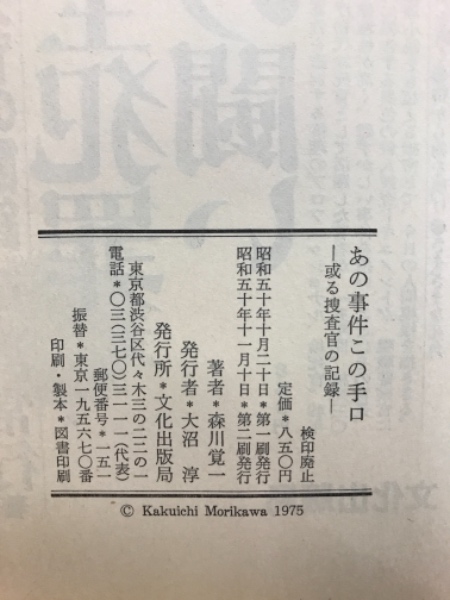 あの事件この手口
―或る捜査官の記録―
検印廃止
定価*八五〇円
昭和五十年十月二十日*第一刷発行
昭和五十年十一月十日*第二刷発行
著者*森川覚一
発行者*大沼 淳
発行所*文化出版局
東京都渋谷区代々木三の二二の一
電話*〇三(三七〇)三一一一(代表)
郵便番号*一五一
振替*東京一九五六七〇番
印刷・製本*図書印刷
© Kakuichi Morikawa 1975